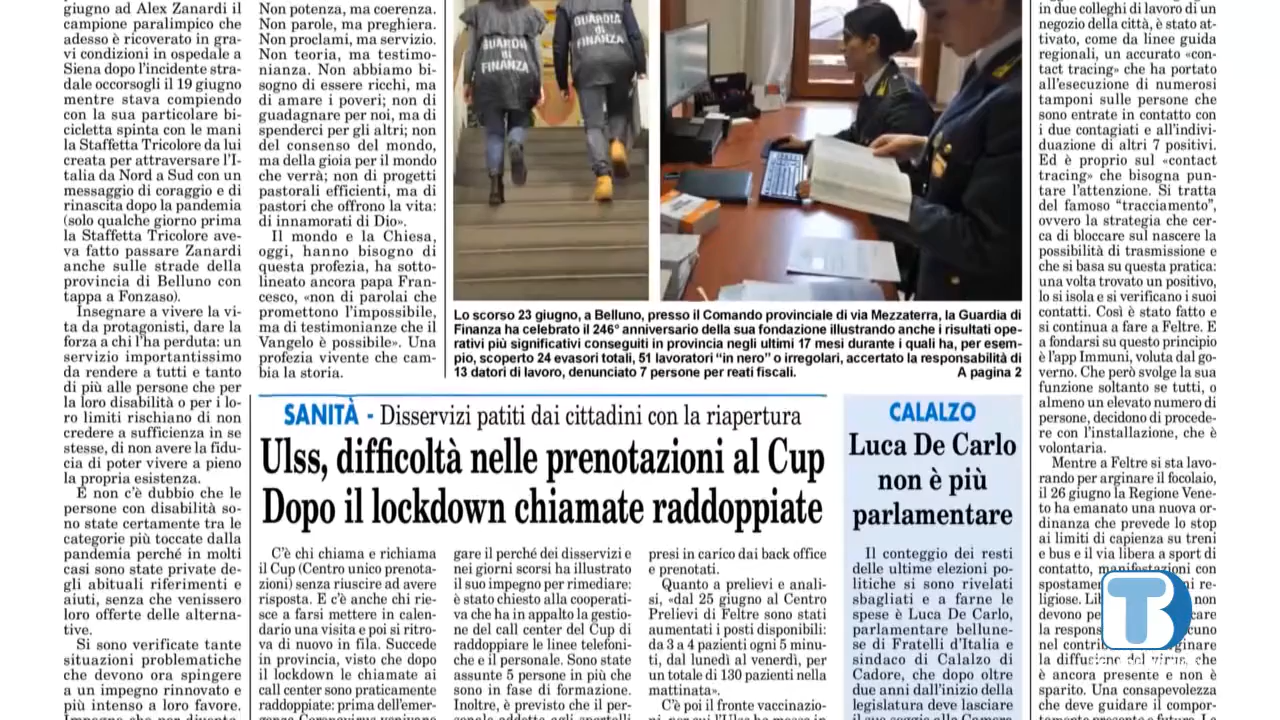 giugno ad Alex Zanardi il
campione paralimpico che
adesso è ricoverato in gra-
vi condizioni in ospedale a
Siena dopo l'incidente stra-
dale occorsogli il 19 giugno
mentre stava compiendo
con la sua particolare bi-
cicletta spinta con le mani
la Staffetta Tricolore da lui
creata per attraversare l'I-
talia da Nord a Sud con un
messaggio di coraggio e di
rinascita dopo la pandemia
(solo qualche giorno prima
la Staffetta Tricolore ave-
va fatto passare Zanardi
anche sulle strade della
provincia di Belluno con
tappa a Fonzaso).
Insegnare a vivere la vi-
ta da protagonisti, dare la
forza a chi l'ha perduta: un
servizio importantissimo
da rendere a tutti e tanto
di più alle persone che per
la loro disabilità o per i lo-
ro limiti rischiano di non
credere a sufficienza in se
stesse, di non avere la fidu-
cia di poter vivere a pieno
la propria esistenza.
E non c'è dubbio che le
persone con disabilità so-
no state certamente tra le
categorie più toccate dalla
pandemia perché in molti
casi sono state private de-
gli abituali riferimenti e
aiuti, senza che venissero
loro offerte delle alterna-
tive.
Si sono verificate tante
situazioni problematiche
che devono ora spingere
a un impegno rinnovato e
più intenso a loro favore.
Non potenza, ma coerenza.
Non parole, ma preghiera.
Non proclami, ma servizio.
Non teoria, ma testimo-
nianza. Non abbiamo bi-
sogno di essere ricchi, ma
di amare i poveri; non di
guadagnare per noi, ma di
spenderci per gli altri; non
del consenso del mondo,
ma della gioia per il mondo
che verrà; non di progetti
pastorali efficienti, ma di
pastori che offrono la vita:
di innamorati di Dio».
Il mondo e la Chiesa,
oggi, hanno bisogno di
questa profezia, ha sotto-
lineato ancora papa Fran-
cesco, «non di parolai che
promettono l'impossibile,
ma di testimonianze che il
Vangelo è possibile». Una
profezia vivente che cam-
bia la storia.
GUARDIA
di
FINANZA
GUARDIA
di
FINANZA
Lo scorso 23 giugno, a Belluno, presso il Comando provinciale di via Mezzaterra, la Guardia di
Finanza ha celebrato il 246° anniversario della sua fondazione illustrando anche i risultati ope-
rativi più significativi conseguiti in provincia negli ultimi 17 mesi durante i quali ha, per esem-
pio, scoperto 24 evasori totali, 51 lavoratori "in nero" o irregolari, accertato la responsabilità di
13 datori di lavoro, denunciato 7 persone per reati fiscali. A pagina 2
SANITÀ - Disservizi patiti dai cittadini con la riapertura
Ulss, difficoltà nelle prenotazioni al Cup
Dopo il lockdown chiamate raddoppiate
C'è chi chiama e richiama
il Cup (Centro unico prenota-
zioni) senza riuscire ad avere
risposta. E c'è anche chi rie-
sce a farsi mettere in calen-
dario una visita e poi si ritro-
va di nuovo in fila. Succede
in provincia, visto che dopo
il lockdown le chiamate ai
call center sono praticamente
raddoppiate: prima dell'emer-
gare il perché dei disservizi e
nei giorni scorsi ha illustrato
il suo impegno per rimediare:
è stato chiesto alla cooperati-
va che ha in appalto la gestio-
ne del call center del Cup di
raddoppiare le linee telefoni-
che e il personale. Sono state
assunte 5 persone in più che
sono in fase di formazione.
Inoltre, è previsto che il per-
presi in carico dai back office
e prenotati.
Quanto a prelievi e anali-
si, «dal 25 giugno al Centro
Prelievi di Feltre sono stati
aumentati i posti disponibili:
da 3 a 4 pazienti ogni 5 minu-
ti, dal lunedì al venerdì, per
un totale di 130 pazienti nella
mattinata».
C'è poi il fronte vaccinazio-
CALALZO
Luca De Carlo
non è più
parlamentare
Il conteggio dei resti
delle ultime elezioni po-
litiche si sono rivelati
sbagliati e a farne le
spese è Luca De Carlo,
parlamentare bellune-
se di Fratelli d'Italia e
sindaco di Calalzo di
Cadore, che dopo oltre
due anni dall'inizio della
legislatura deve lasciare
in due colleghi di lavoro di un
negozio della città, è stato at-
tivato, come da linee guida
regionali, un accurato «con-
tact tracing» che ha portato
all'esecuzione di numerosi
tamponi sulle persone che
sono entrate in contatto con
i due contagiati e all'indivi-
duazione di altri 7 positivi.
Ed è proprio sul «contact
tracing» che bisogna pun-
tare l'attenzione. Si tratta
del famoso "tracciamento",
ovvero la strategia che cer-
ca di bloccare sul nascere la
possibilità di trasmissione e
che si basa su questa pratica:
una volta trovato un positivo,
lo si isola e si verificano i suoi
contatti. Così è stato fatto e
si continua a fare a Feltre. E
a fondarsi su questo principio
è l'app Immuni, voluta dal go-
verno. Che però svolge la sua
funzione soltanto se tutti, o
almeno un elevato numero di
persone, decidono di procede-
re con l'installazione, che è
volontaria.
Mentre a Feltre si sta lavo-
rando per arginare il focolaio,
il 26 giugno la Regione Vene-
to ha emanato una nuova or-
dinanza che prevede lo stop
ai limiti di capienza su treni
e bus e il via libera a sport di
contatto, manifestazioni con
spostamen ni re-
ligiose. Lib non
devono pe care
la respons cuno
nel contrib arginare
la diffusione del virus, che
è ancora presente e non è
sparito. Una consapevolezza
che deve guidare il compor-
TB